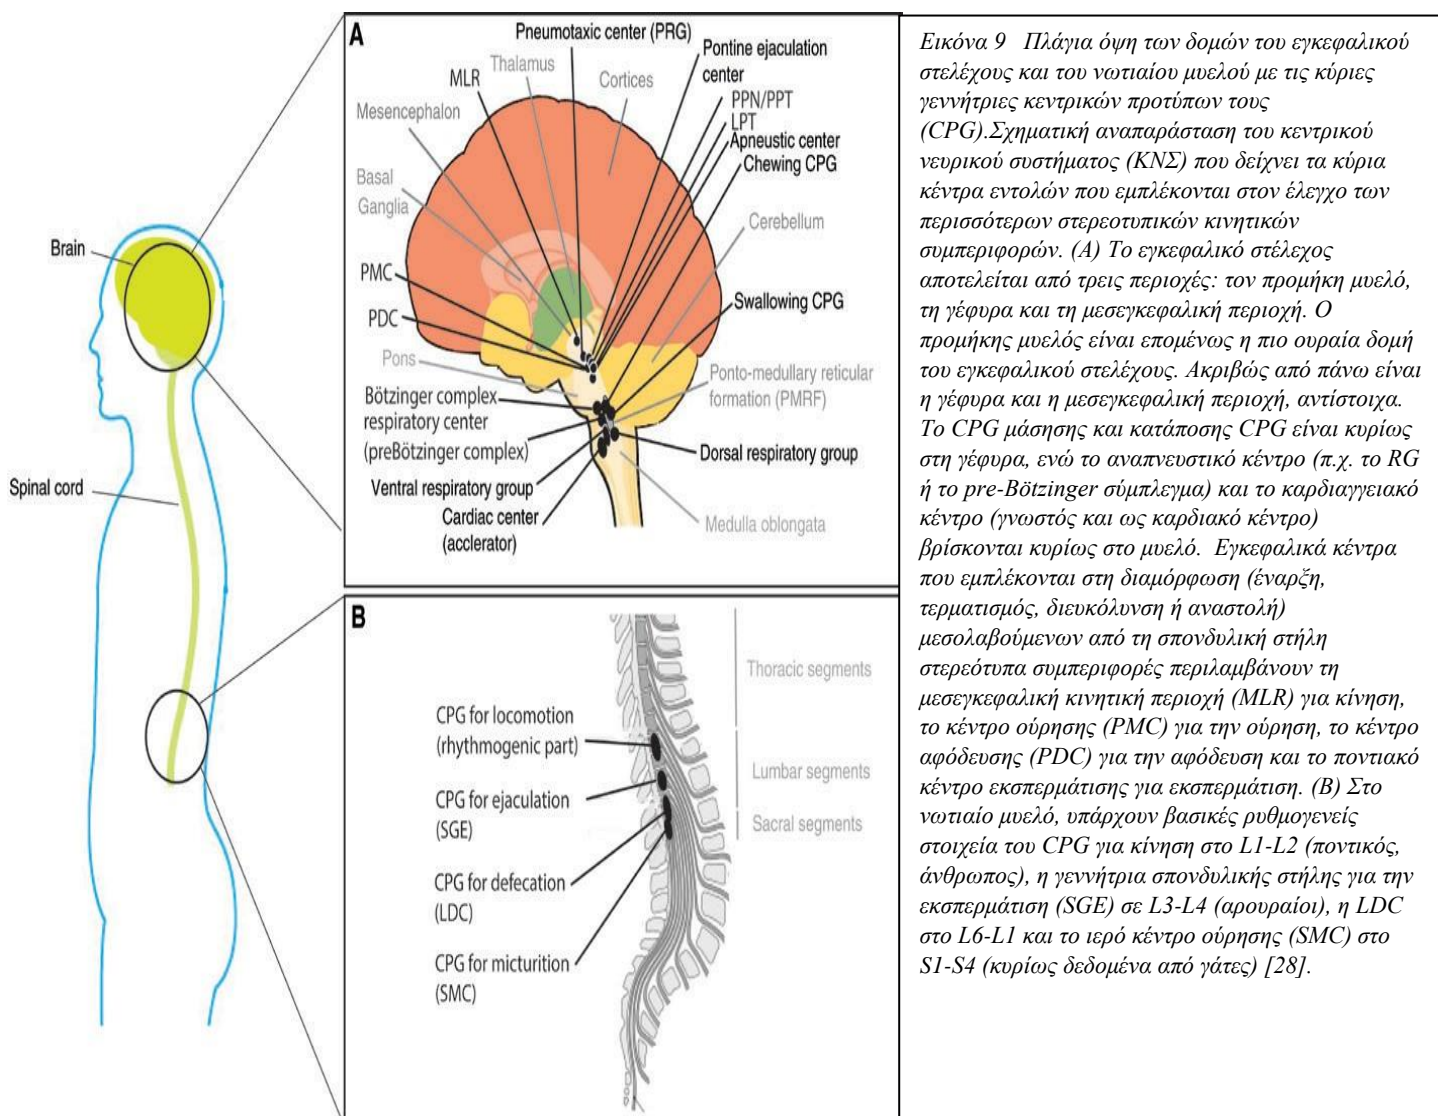 Brain
Spinal cord
A
Pneumotaxic center (PRG)
Thalamus
MLR
Mesencephalon
Basal
Ganglia
PMC
PDC
Pons
Bötzinger complex
respiratory center
(preBötzinger complex)
Ventral respiratory group
Cardiac center
(acclerator)
Pontine ejaculation
center
Cortices
PPN/PPT
LPT
Apneustic center
Chewing CPG
Cerebellum
Swallowing CPG
Ponto-medullary reticular
formation (PMRF)
Dorsal respiratory group
Medulla oblongata
B
CPG for locomotion
(rhythmogenic part)
CPG for ejaculation
(SGE)
CPG for defecation
(LDC)
CPG for micturition
(SMC)
Thoracic segments
Lumbar segments
Sacral segments
Εικόνα 9 Πλάγια όψη των δομών του εγκεφαλικού
στελέχους και του νωτιαίου μυελού με τις κύριες
γεννήτριες κεντρικών προτύπων τους
(CPG).Σχηματική αναπαράσταση του κεντρικού
νευρικού συστήματος (ΚΝΣ) που δείχνει τα κύρια
κέντρα εντολών που εμπλέκονται στον έλεγχο των
περισσότερων στερεοτυπικών κινητικών
συμπεριφορών. (Α) Το εγκεφαλικό στέλεχος
αποτελείται από τρεις περιοχές: τον προμήκη μυελό,
τη γέφυρα και τη μεσεγκεφαλική περιοχή. Ο
προμήκης μυελός είναι επομένως η πιο ουραία δομή
του εγκεφαλικού στελέχους. Ακριβώς από πάνω είναι
η γέφυρα και η μεσεγκεφαλική περιοχή, αντίστοιχα.
Το CPG μάσησης και κατάποσης CPG είναι κυρίως
στη γέφυρα, ενώ το αναπνευστικό κέντρο (π.χ. το RG
ή το pre-Bötzinger σύμπλεγμα) και το καρδιαγγειακό
κέντρο (γνωστός και ως καρδιακό κέντρο)
βρίσκονται κυρίως στο μυελό. Εγκεφαλικά κέντρα
που εμπλέκονται στη διαμόρφωση (έναρξη,
τερματισμός, διευκόλυνση ή αναστολή)
μεσολαβούμενων από τη σπονδυλική στήλη
στερεότυπα συμπεριφορές περιλαμβάνουν τη
μεσεγκεφαλική κινητική περιοχή (MLR) για κίνηση,
το κέντρο ούρησης (PMC) για την ούρηση, το κέντρο
αφόδευσης (PDC) για την αφόδευση και το ποντιακό
κέντρο εκσπερμάτισης για εκσπερμάτιση. (Β) Στο
νωτιαίο μυελό, υπάρχουν βασικές ρυθμογενείς
στοιχεία του CPG για κίνηση στο L1-L2 (ποντικός,
άνθρωπος), η γεννήτρια σπονδυλικής στήλης για την
εκσπερμάτιση (SGE) σε L3-L4 (αρουραίοι), η LDC
στο L6-L1 και το ιερό κέντρο ούρησης (SMC) στο
S1-S4 (κυρίως δεδομένα από γάτες) [28].